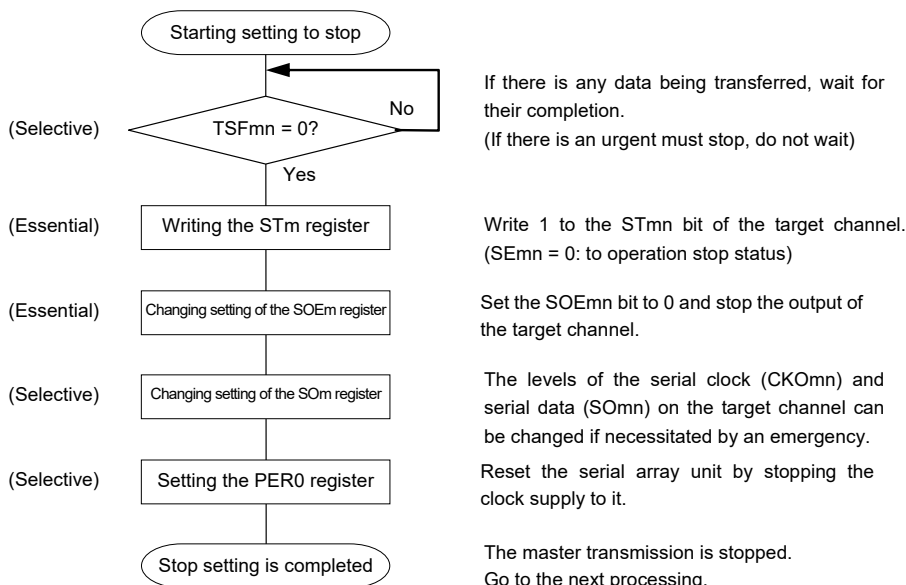 Starting setting to stop
If there is any data being transferred, wait for
their completion.
(If there is an urgent must stop, do not wait)
(Selective)
TSFmn = 0?
No
Yes
(Essential)
Writing the STm register
Write 1 to the STmn bit of the target channel.
(SEmn = 0: to operation stop status)
(Essential)
Changing setting of the SOEm register
Set the SOEmn bit to 0 and stop the output of
the target channel.
(Selective)
Changing setting of the SOm register
The levels of the serial clock (CKOmn) and
serial data (SOmn) on the target channel can
be changed if necessitated by an emergency.
(Selective)
Setting the PER0 register
Reset the serial array unit by stopping the
clock supply to it.
Stop setting is completed
The master transmission is stopped.
Go to the next processing.